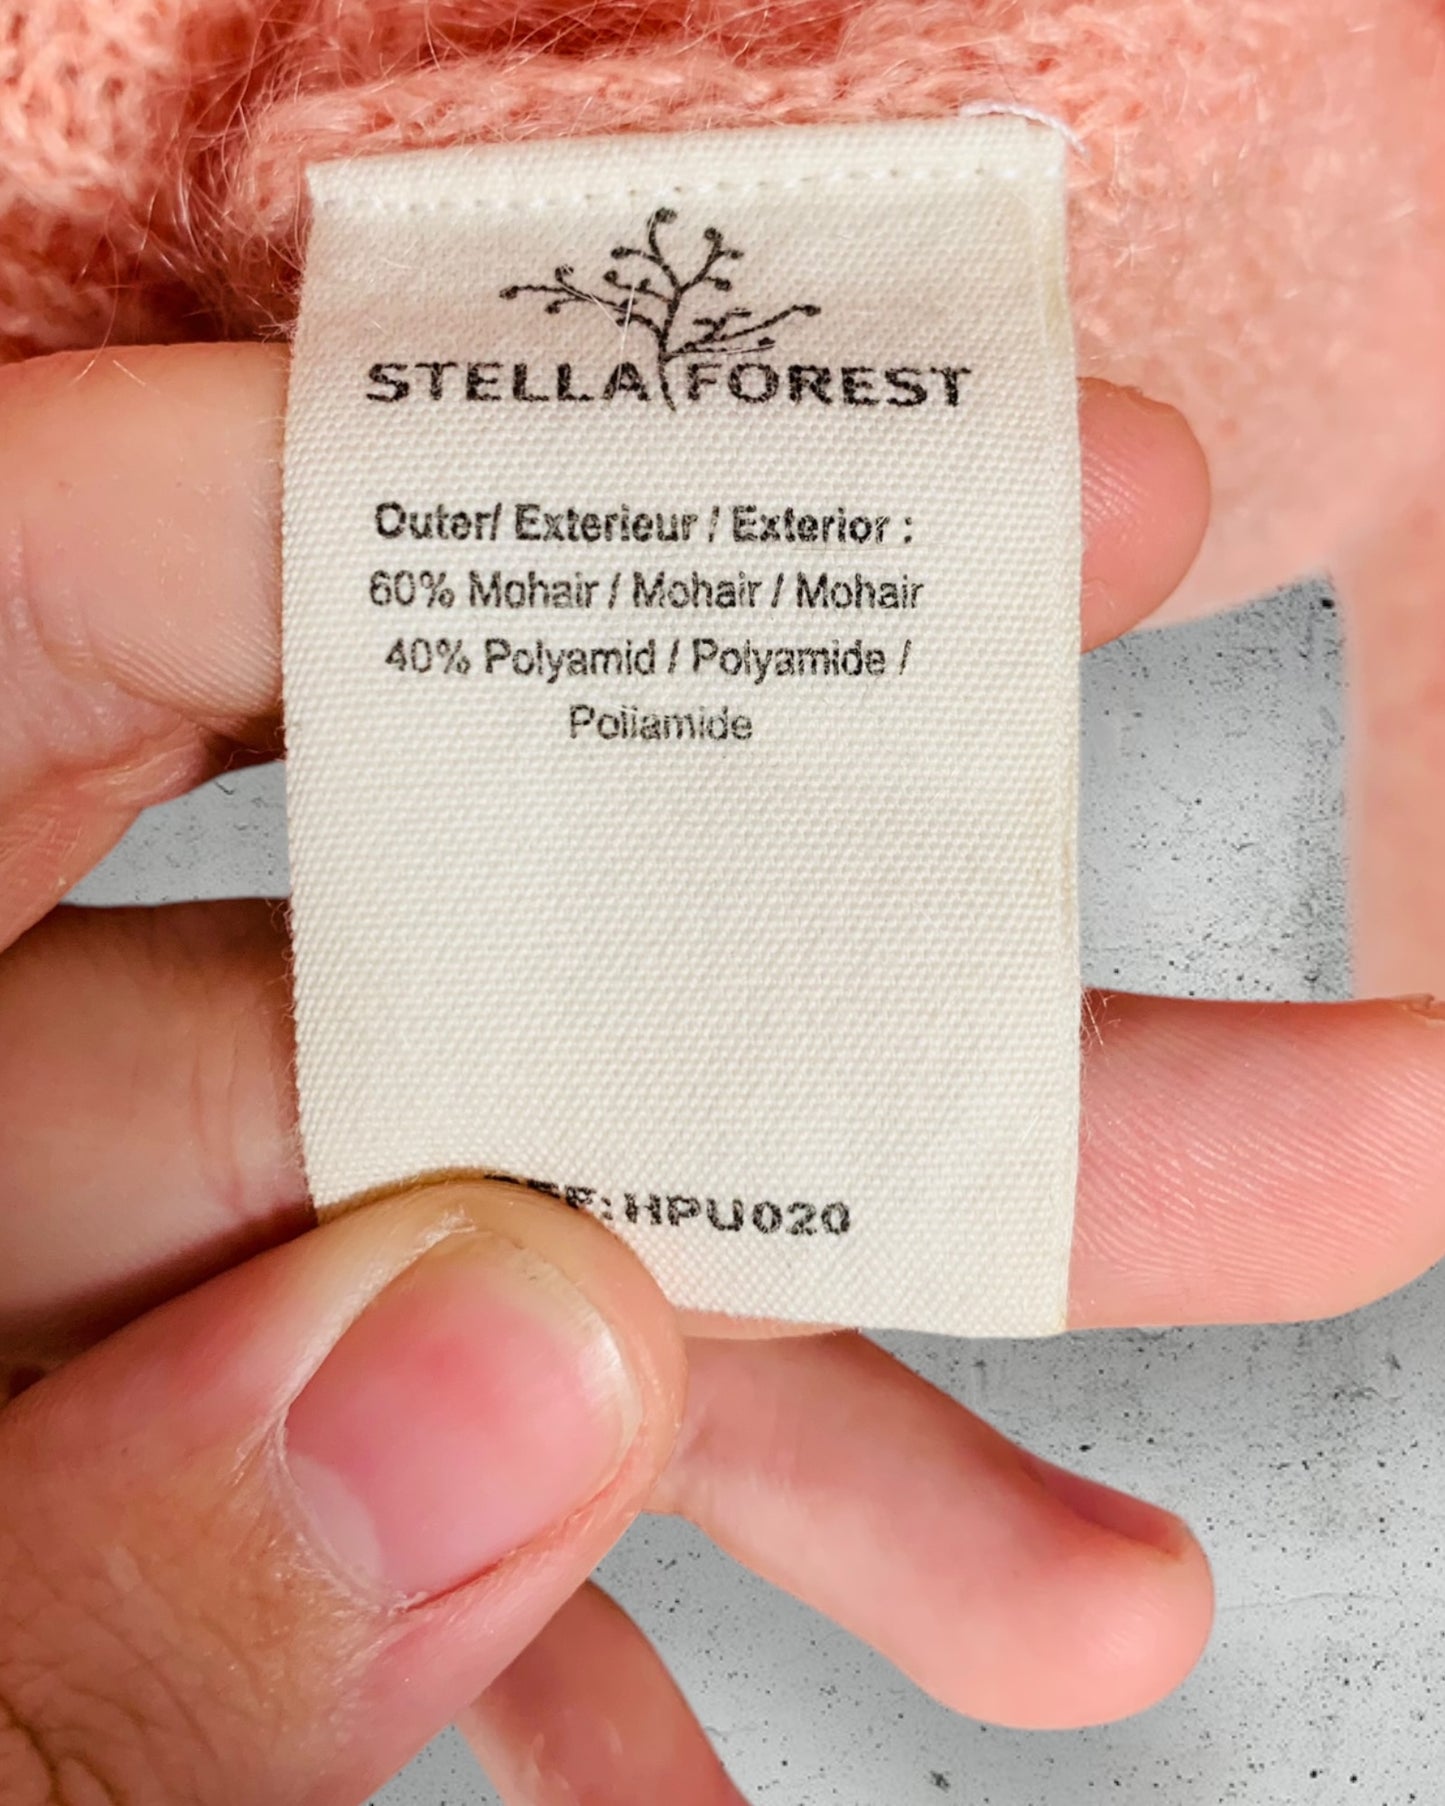 STELLA FOREST
Outer/ Exterieur / Exterior :
60% Mohair / Mohair / Mohair
40% Polyamid / Polyamide /
Poliamide
HPU020